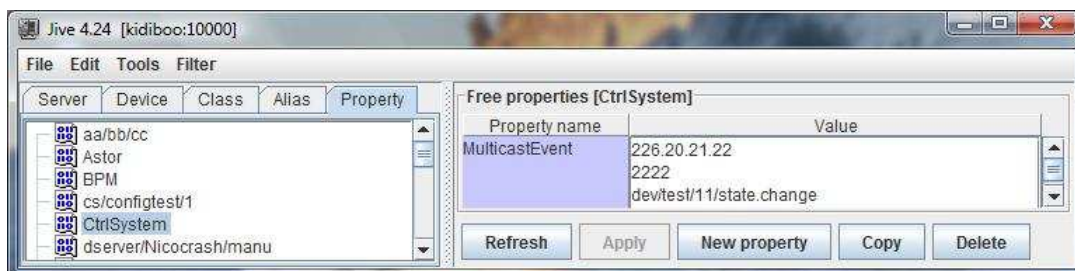 Jive 4.24 [kidiboo:10000]
File Edit Tools Filter
Server Device Class Alias Property
aa/bb/cc
Astor
BPM
cs/configtest/1
CtrlSystem
dserver/Nicocrash/manu
Free properties [CtrlSystem]
Property name Value
MulticastEvent 226.20.21.22
2222
dev/test/11/state.change
Refresh Apply New property Copy Delete